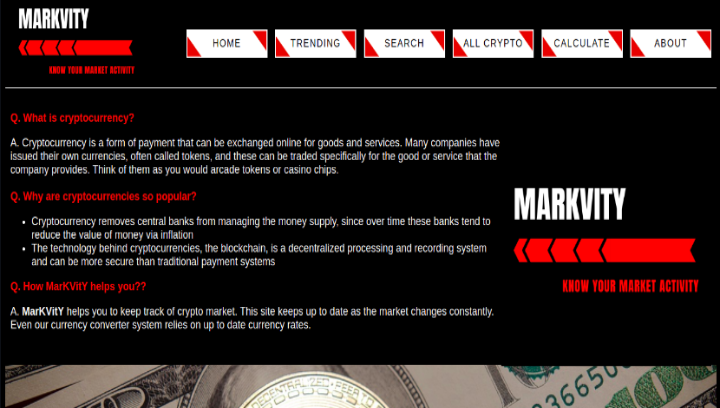 MARKVITY
KNOW YOUR MARKET ACTIVITY
HOME
TRENDING
SEARCH
ALL CRYPTO
CALCULATE
ABOUT
Q. What is cryptocurrency?
A. Cryptocurrency is a form of payment that can be exchanged online for goods and services. Many companies have
issued their own currencies, often called tokens, and these can be traded specifically for the good or service that the
company provides. Think of them as you would arcade tokens or casino chips.
Q. Why are cryptocurrencies so popular?
• Cryptocurrency removes central banks from managing the money supply, since over time these banks tend to
reduce the value of money via inflation
• The technology behind cryptocurrencies, the blockchain, is a decentralized processing and recording system
and can be more secure than traditional payment systems
Q. How MarKVitY helps you??
A. MarKVitY helps you to keep track of crypto market. This site keeps up to date as the market changes constantly.
Even our currency converter system relies on up to date currency rates.
MARKVITY
KNOW YOUR MARKET ACTIVITY
DECENTRALIZED